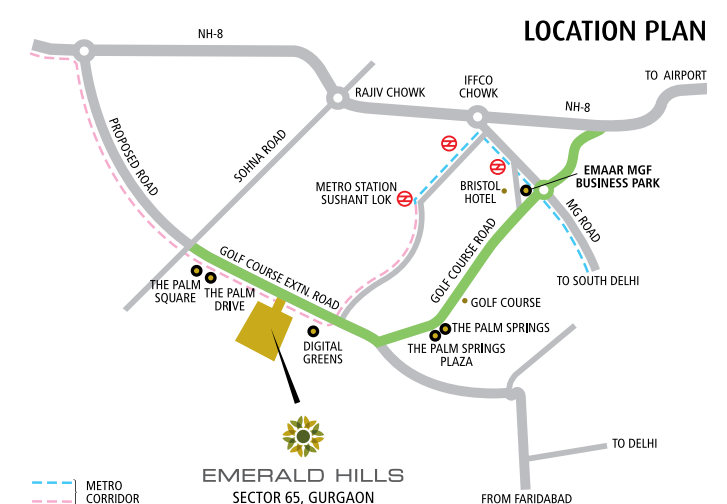 LOCATION PLAN
NH-8
TO AIRPORT
IFFCO
CHOWK
RAJIV CHOWK
NH-8
PROPOSED ROAD
SOHNA ROAD
EMAAR MGF
BUSINESS PARK
METRO STATION
SUSHANT LOK
BRISTOL
HOTEL
MG ROAD
GOLF COURSE ROAD
TO SOUTH DELHI
GOLF COURSE EXTN. ROAD
THE PALM
SQUARE
THE PALM
DRIVE
GOLF COURSE
THE PALM SPRINGS
THE PALM SPRINGS
PLAZA
DIGITAL
GREENS
TO DELHI
EMERALD HILLS
SECTOR 65, GURGAON
METRO
CORRIDOR
FROM FARIDABAD